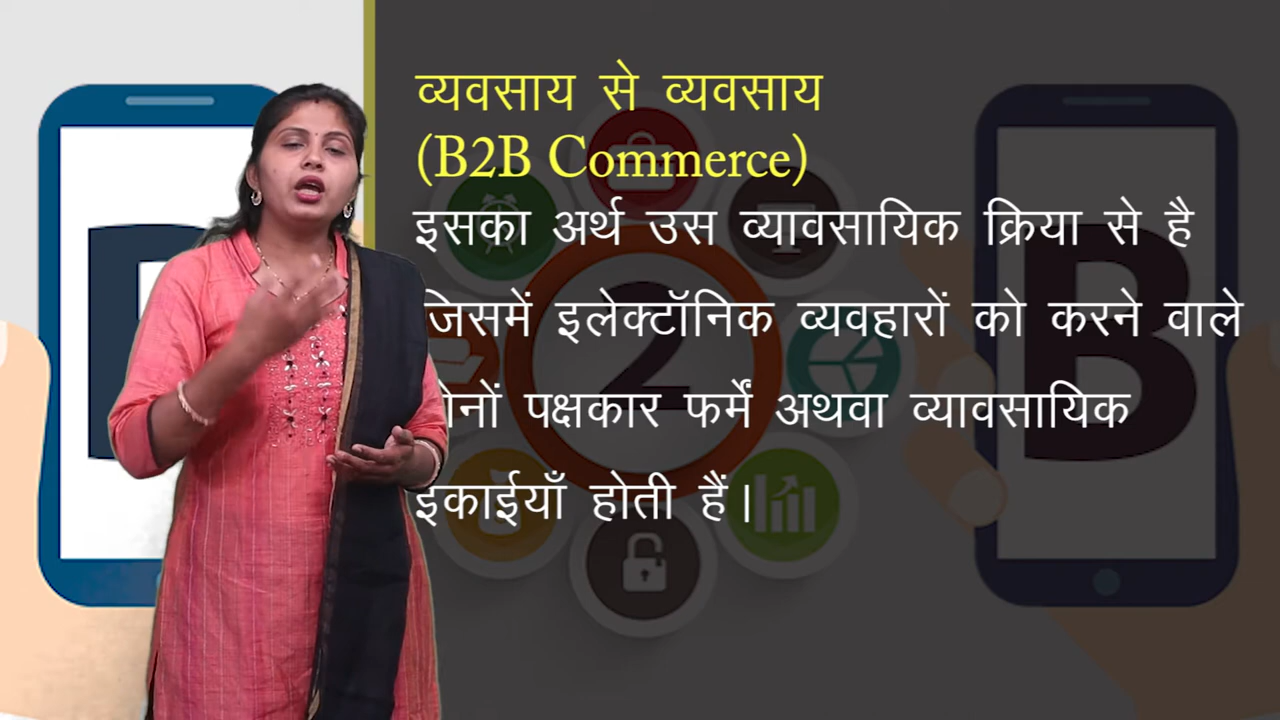 व्यवसाय से व्यवसाय
(B2B Commerce)
इसका अर्थ उस व्यावसायिक क्रिया से है
जिसमें इलेक्टॉनिक व्यवहारों को करने वाले
पक्षकार फर्में अथवा व्यावसायिक
इकाईयाँ होती हैं।
B 2 B